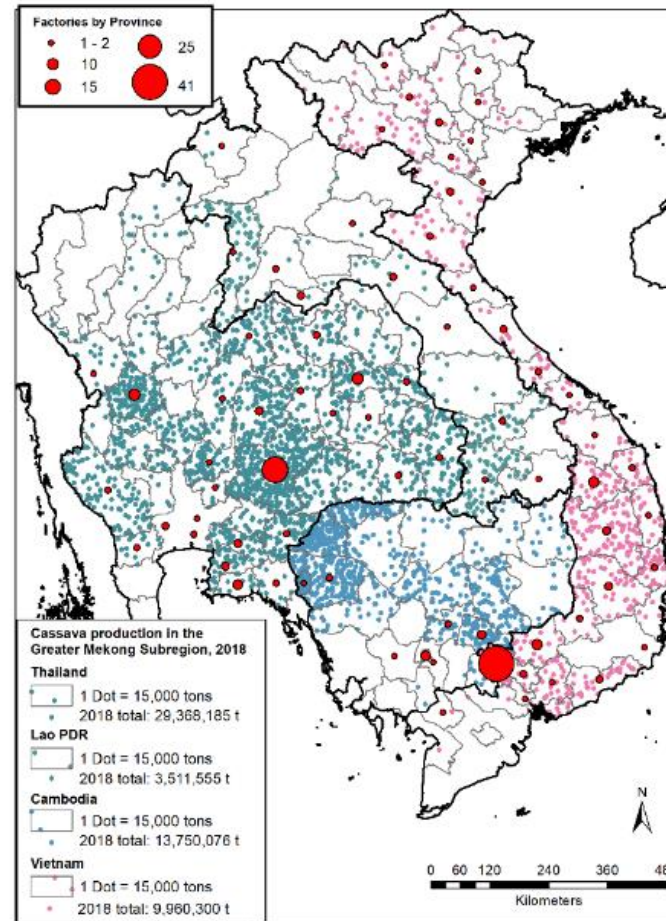 Factories by Province
1 - 2
25
10
15
41
Cassava production in the
Greater Mekong Subregion, 2018
Thailand
1 Dot = 15,000 tons
2018 total: 29,368,185 t
Lao PDR
1 Dot = 15,000 tons
2018 total: 3,511,555 t
Cambodia
1 Dot = 15,000 tons
2018 total: 13,750,076 t
Vietnam
1 Dot = 15,000 tons
2018 total: 9,960,300 t
N
0 60 120 240 360
Kilometers